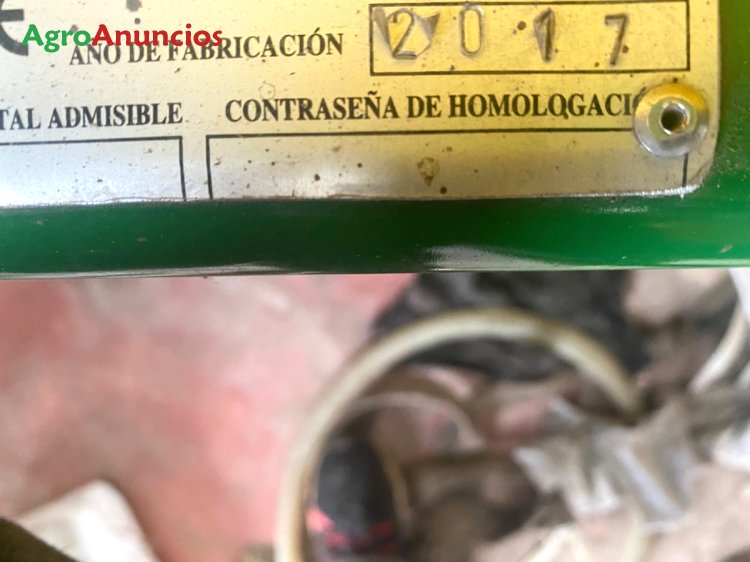 AgroAnuncios
AÑO DE FABRICACIÓN 2017
TAL ADMISIBLE CONTRASEÑA DE HOMOLOGACIÓ